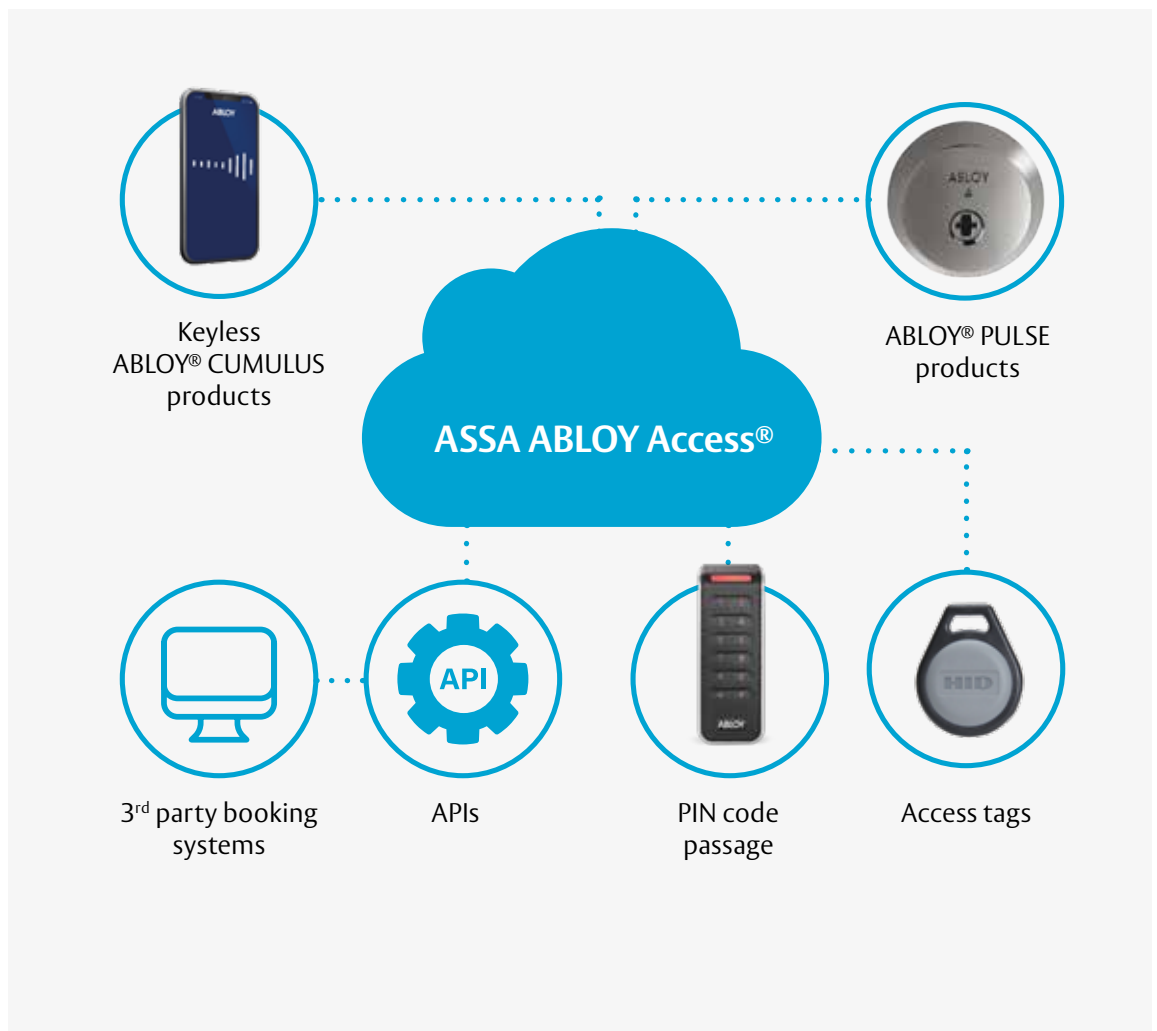 ABLOY
ABLOY
Keyless
ABLOY® CUMULUS
products
ABLOY® PULSE
products
ASSA ABLOY Access®
API
ABLOY
HID
3rd party booking
systems
APIs
PIN code
passage
Access tags